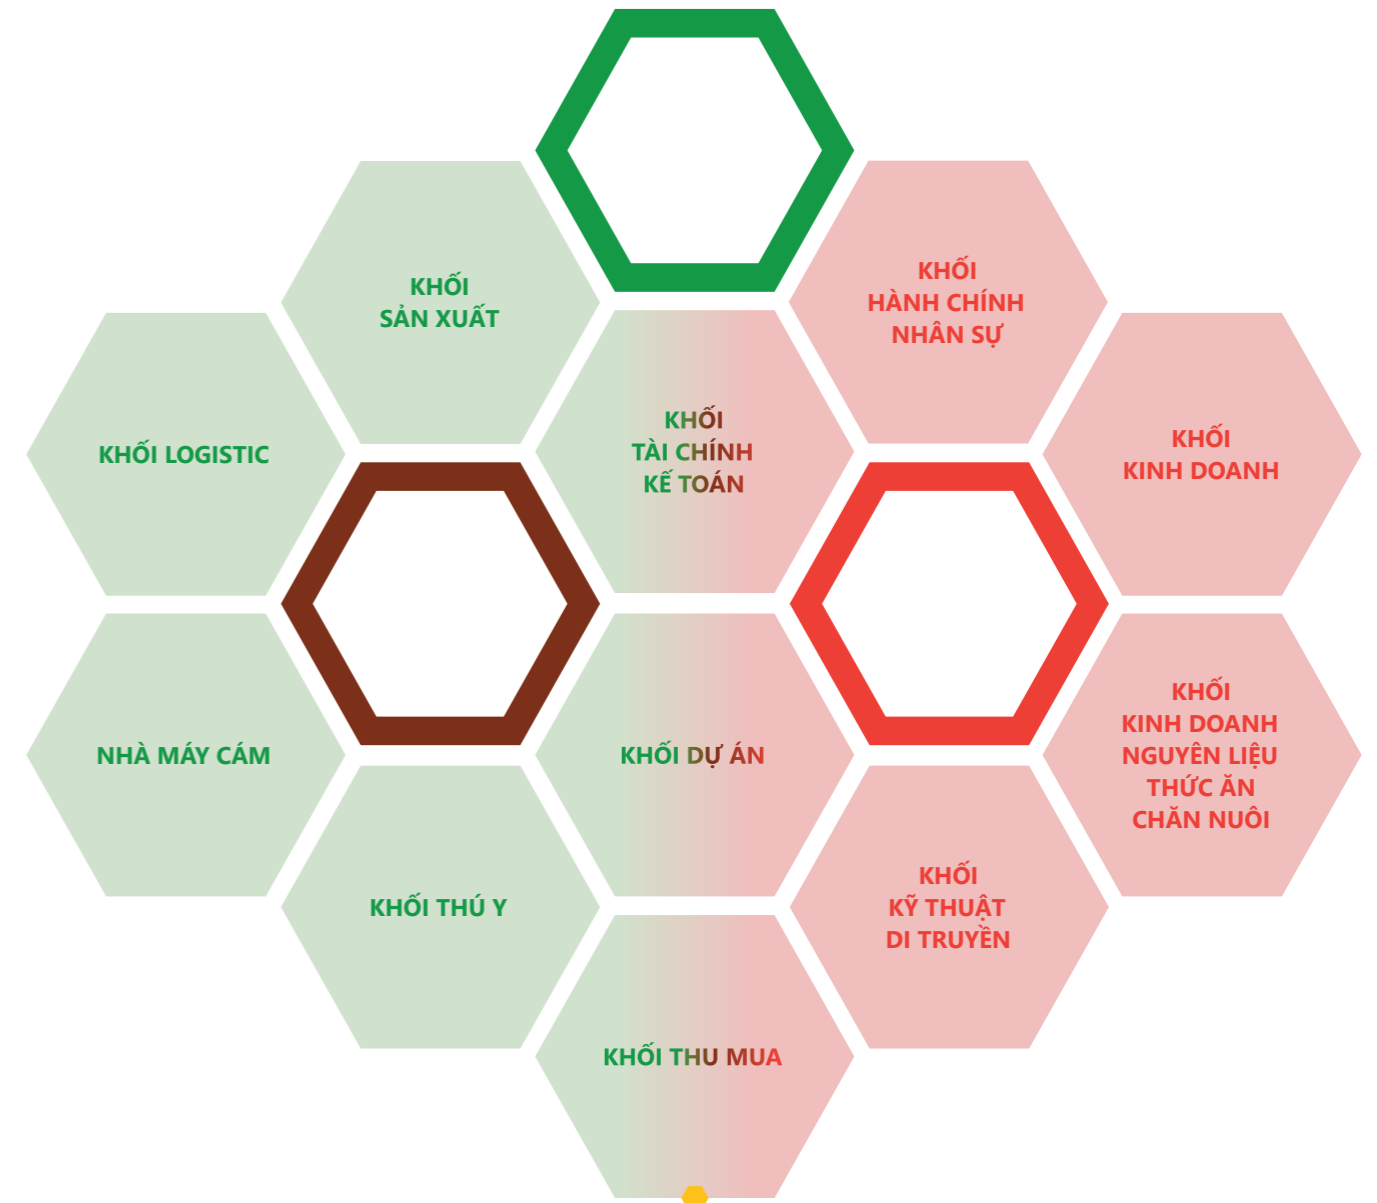 KHỐI
SẢN XUẤT
KHỐI
HÀNH CHÍNH
NHÂN SỰ
KHỐI LOGISTIC
KHỐI
TÀI CHÍNH
KẾ TOÁN
KHỐI
KINH DOANH
NHÀ MÁY CÁM
KHỐI DỰ ÁN
KHỐI
KINH DOANH
NGUYÊN LIỆU
THỨC ĂN
CHĂN NUÔI
KHỐI THÚ Y
KHỐI
KỸ THUẬT
DI TRUYỀN
KHỐI THU MUA